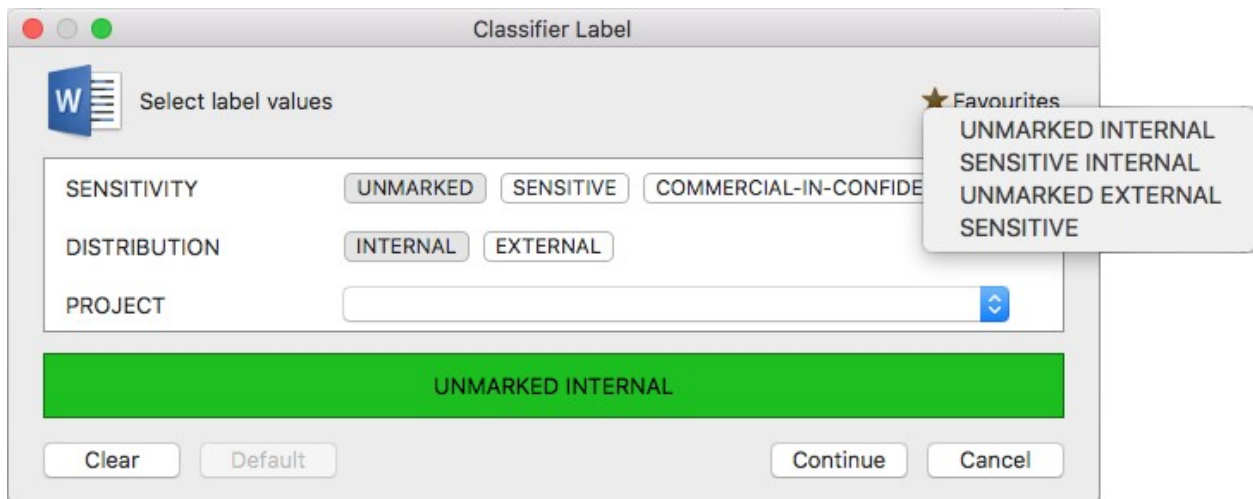 Classifier Label
W
Select label values
Favourites
UNMARKED INTERNAL
SENSITIVE INTERNAL
UNMARKED EXTERNAL
SENSITIVE
SENSITIVITY UNMARKED SENSITIVE COMMERCIAL-IN-CONFIDE
DISTRIBUTION INTERNAL EXTERNAL
PROJECT
UNMARKED INTERNAL
Clear Default Continue Cancel